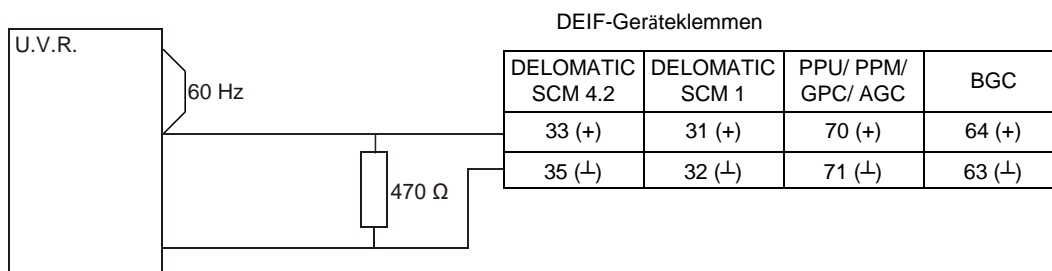 DEIF-Geräteklemmen
U.V.R.
60 Hz
470 Ω
DELOMATIC SCM 4.2 DELOMATIC SCM 1 PPU/ PPM/ GPC/ AGC BGC
33 (+) 31 (+) 70 (+) 64 (+)
35 (⊥) 32 (⊥) 71 (⊥) 63 (⊥)